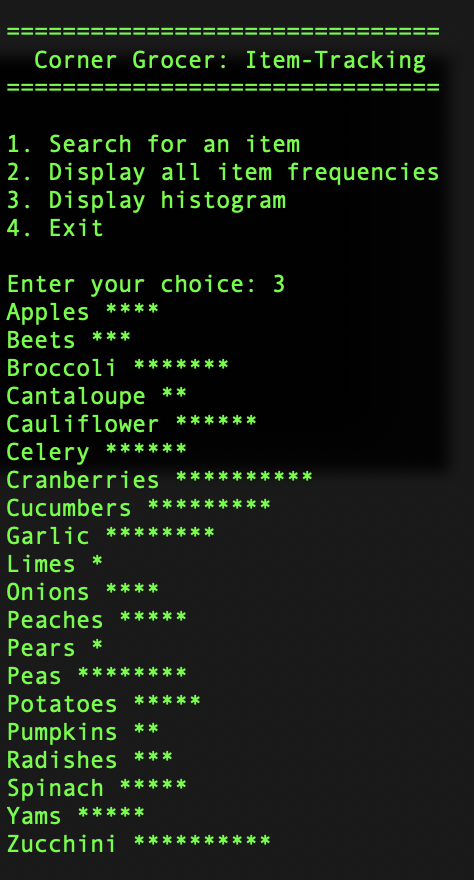 ===============================
  Corner Grocer: Item-Tracking
===============================
1. Search for an item
2. Display all item frequencies
3. Display histogram
4. Exit
Enter your choice: 3
Apples ****
Beets ***
Broccoli *******
Cantaloupe **
Cauliflower ******
Celery ******
Cranberries **********
Cucumbers *********
Garlic ********
Limes *
Onions ****
Peaches *****
Pears *
Peas ********
Potatoes *****
Pumpkins **
Radishes ***
Spinach *****
Yams *****
Zucchini **********